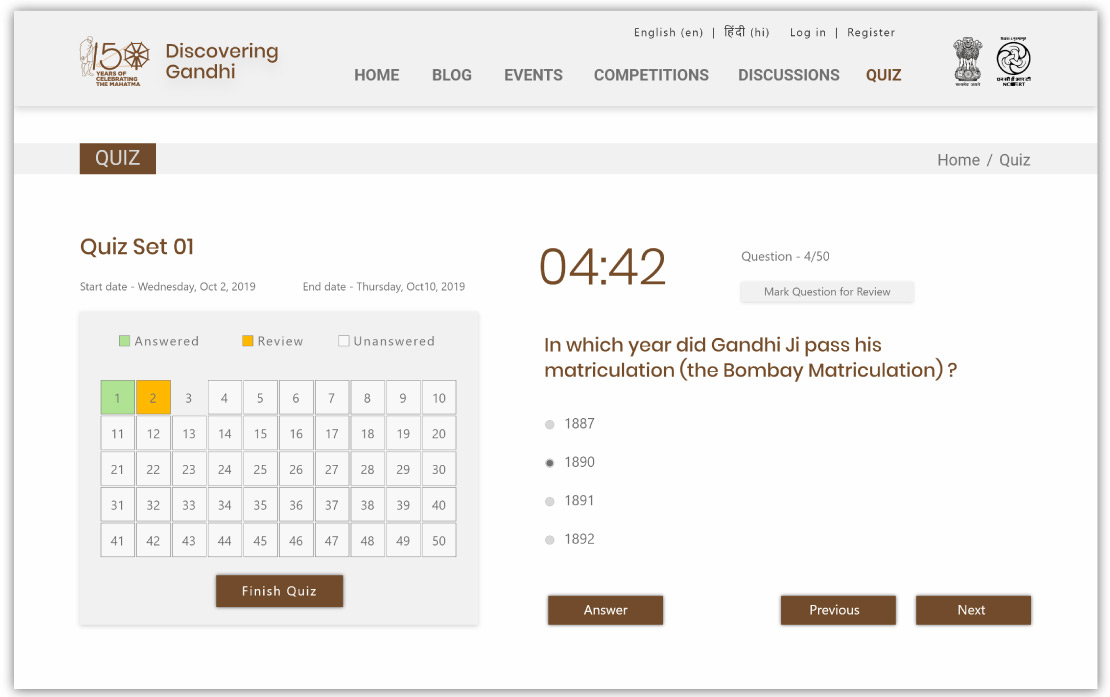 English (en) | हिंदी (hi) Log in | Register
150
YEARS OF
CELEBRATING
THE MAHATMA
Discovering
Gandhi
HOME BLOG EVENTS COMPETITIONS DISCUSSIONS QUIZ
सत्यमेव जयते
NCERT
QUIZ
Home / Quiz
Quiz Set 01
Start date - Wednesday, Oct 2, 2019 End date - Thursday, Oct10, 2019
Answered Review Unanswered
1 2 3 4 5 6 7 8 9 10
11 12 13 14 15 16 17 18 19 20
21 22 23 24 25 26 27 28 29 30
31 32 33 34 35 36 37 38 39 40
41 42 43 44 45 46 47 48 49 50
Finish Quiz
04:42
Question - 4/50
Mark Question for Review
In which year did Gandhi Ji pass his
matriculation (the Bombay Matriculation) ?
1887
1890
1891
1892
Answer Previous Next